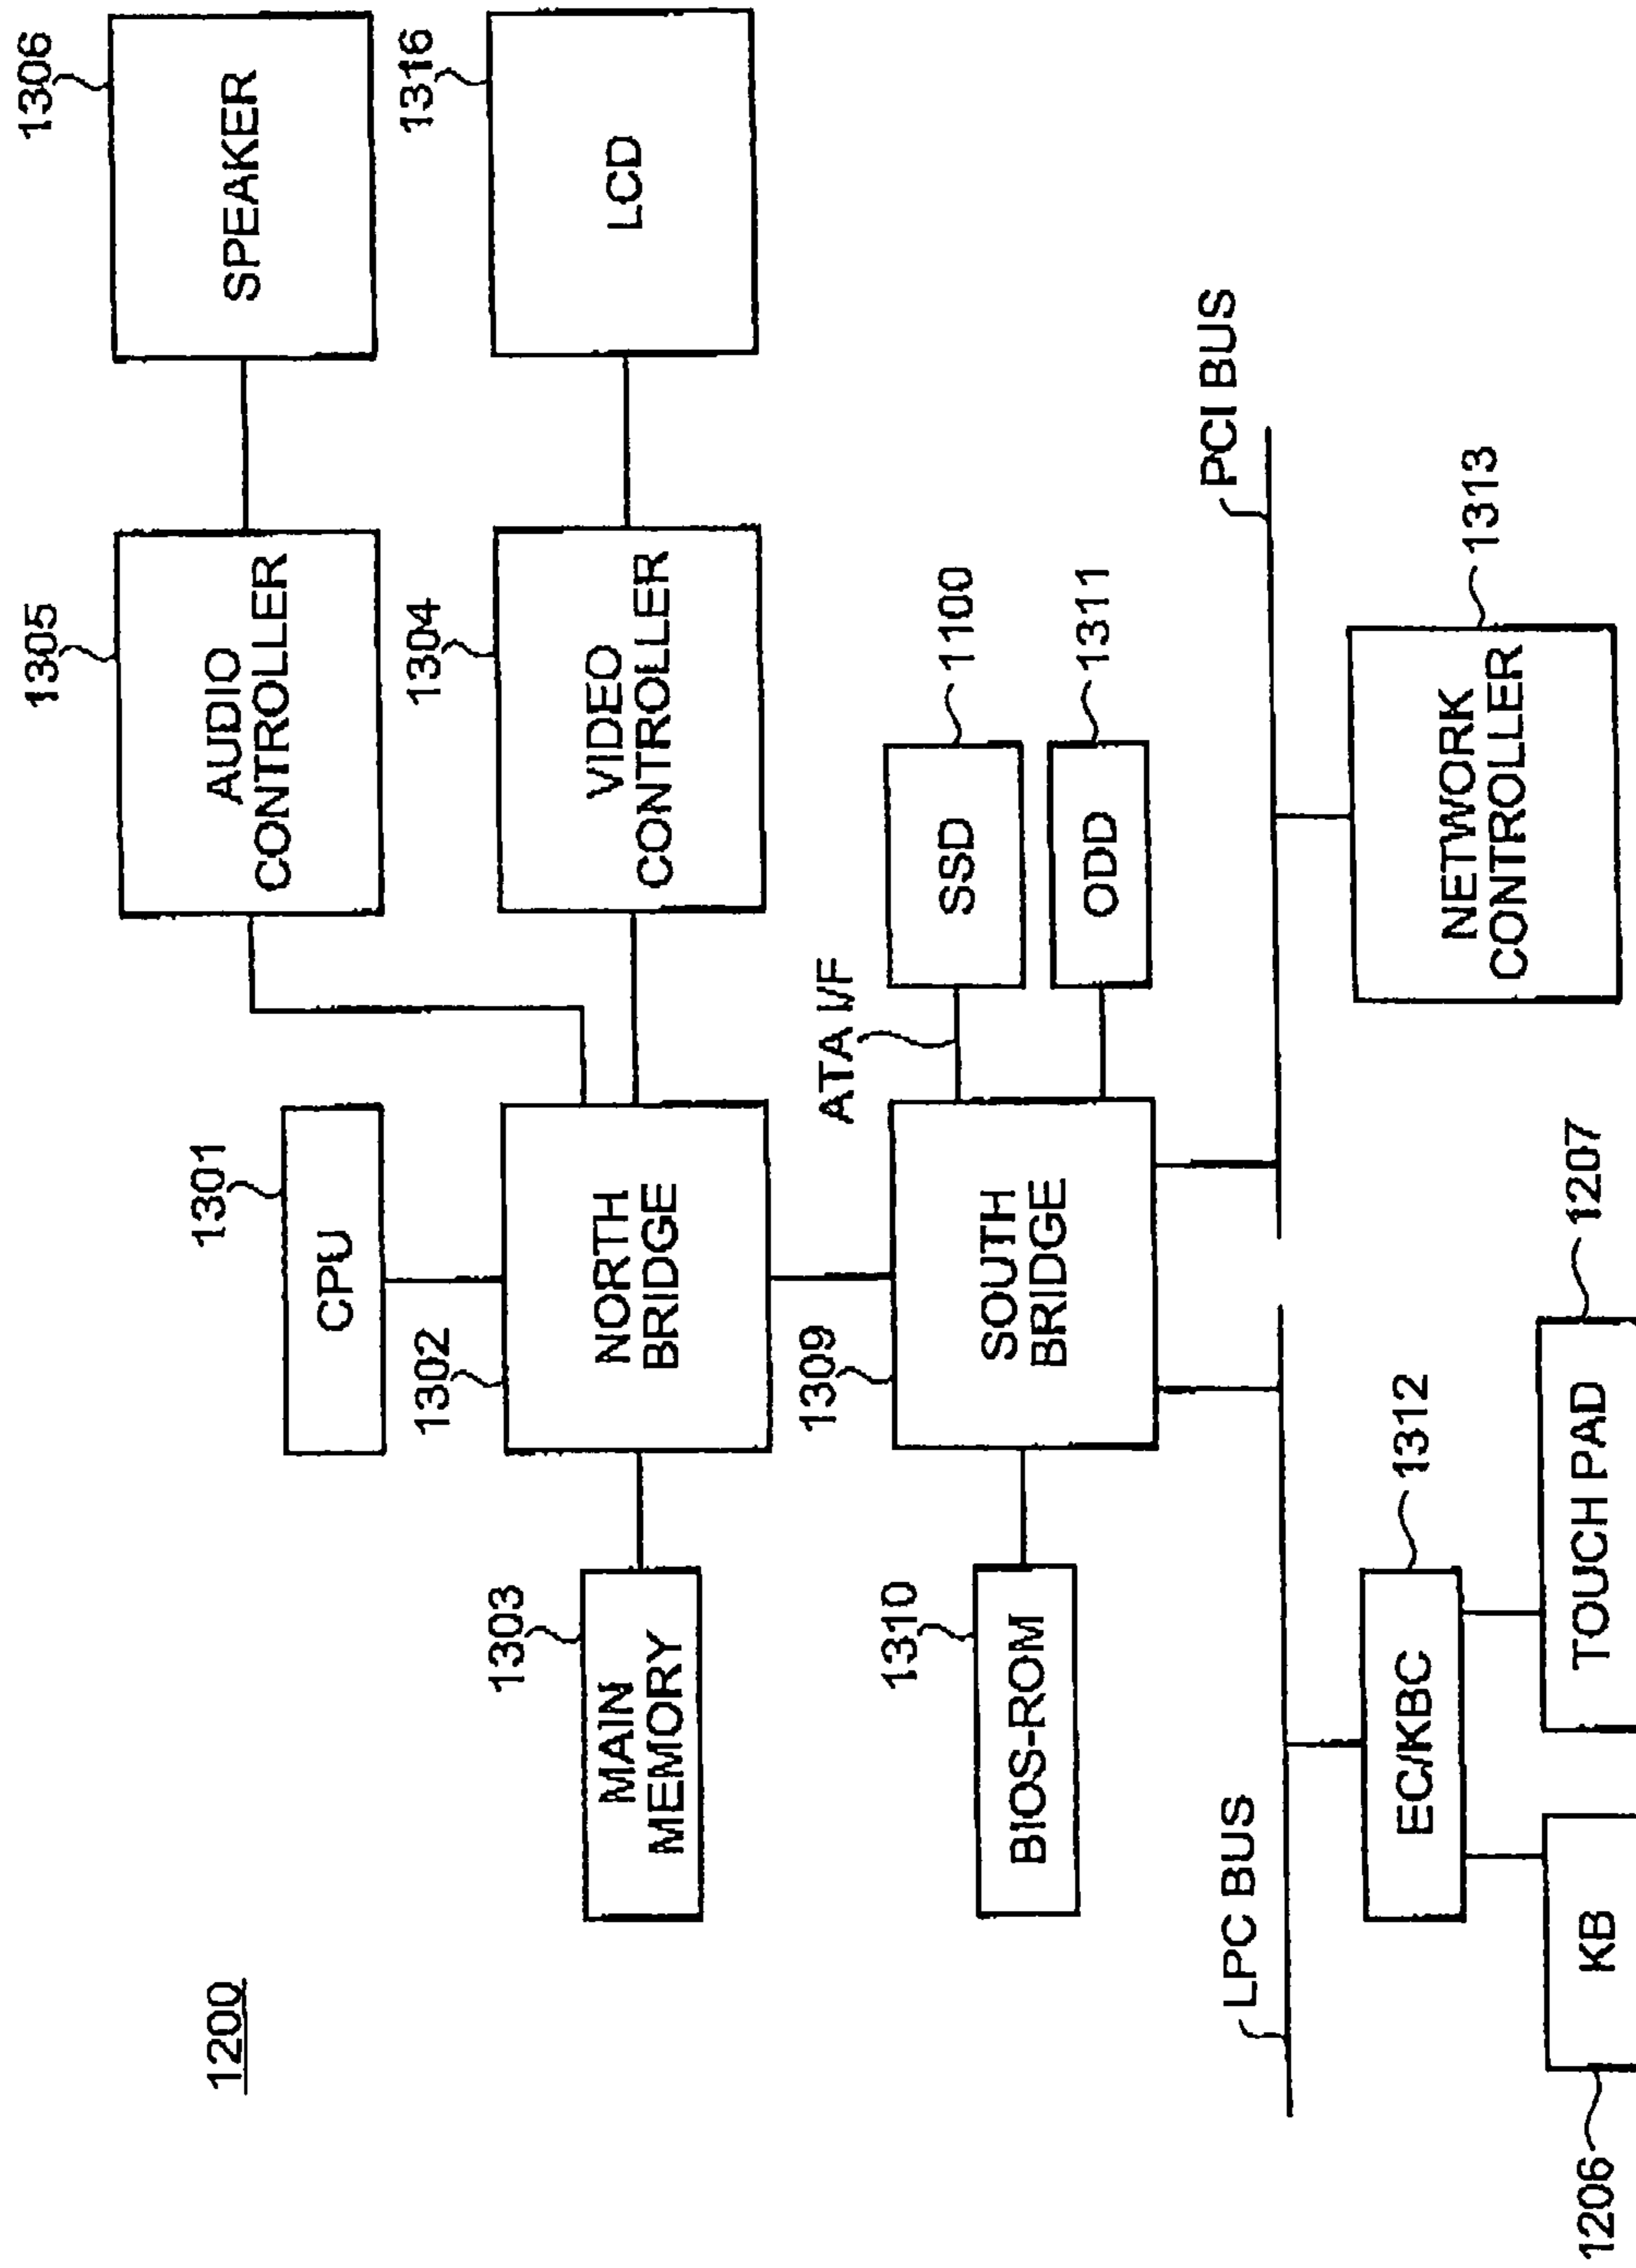 1200
1301
CPU
1305
AUDIO
CONTROLLER
1306
SPEAKER
1302
NORTH
BRIDGE
1303
MAIN
MEMORY
1304
VIDEO
CONTROLLER
1316
LCD
1309
SOUTH
BRIDGE
1310
BIOS-ROM
ATA I/F
SSD
1100
ODD
1311
LPC BUS
PCI BUS
EC/KBC
1312
NETWORK
CONTROLLER
1313
1206
KB
TOUCH PAD
1207